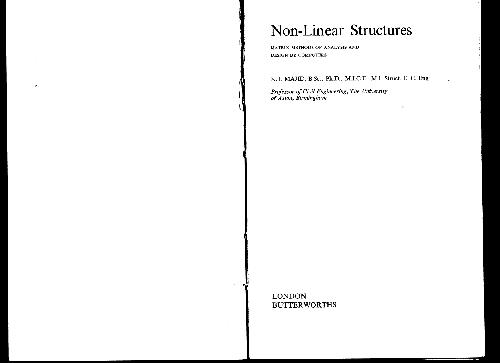 Non-Linear Structures
MATRIX METHODS OF ANALYSIS AND
DESIGN BY COMPUTERS
K. I. MAJID, B.Sc., Ph.D., M.I.C.E., M.I. Struct. E., C. Eng.
Professor of Civil Engineering, The University
of Aston, Birmingham
LONDON
BUTTERWORTHS